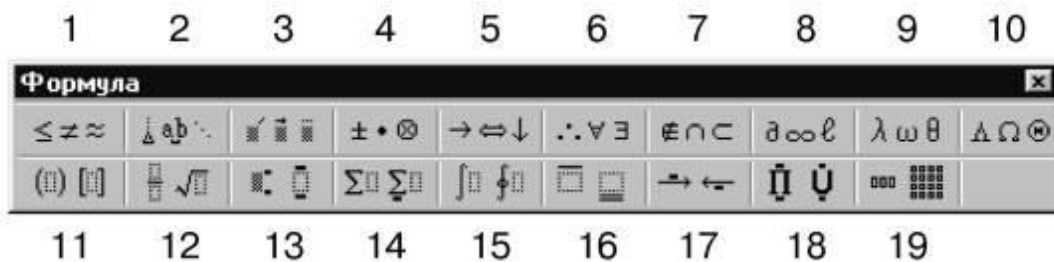 1 2 3 4 5 6 7 8 9 10
Формула
≤ ≠ ≈ a͟b ⋱ ± • ⊗ → ⇔ ↓ ∴ ∀ ∃ ∉ ∩ ⊂ ∂ ∞ ℓ λ ω θ Λ Ω Θ
() [] √ Σ Σ ∫ ∮ → ← Π Ụ
11 12 13 14 15 16 17 18 19